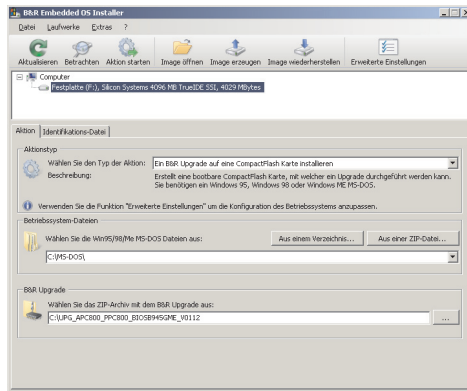 B&R Embedded OS Installer
Datei Laufwerke Extras ?
Aktualisieren Betrachten Aktion starten Image öffnen Image erzeugen Image wiederherstellen Erweiterte Einstellungen
Computer
Festplatte (F:), Silicon Systems 4096 MB TrueIDE SSI, 4029 MBytes
Aktion Identifikations-Datei
Aktionstyp
Wählen Sie den Typ der Aktion: Ein B&R Upgrade auf eine CompactFlash Karte installieren
Beschreibung: Erstellt eine bootbare CompactFlash Karte, mit welcher ein Upgrade durchgeführt werden kann.
Sie benötigen ein Windows 95, Windows 98 oder Windows ME MS-DOS.
Verwenden Sie die Funktion "Erweiterte Einstellungen" um die Konfiguration des Betriebssystems anzupassen.
Betriebssystem-Dateien
Wählen Sie die Win95/98/Me MS-DOS Dateien aus: Aus einem Verzeichnis... Aus einer ZIP-Datei...
C:\MS-DOS\
B&R Upgrade
Wählen Sie das ZIP-Archiv mit dem B&R Upgrade aus:
C:\UPG_APC800_PPC800_BIOSB945GME_V0112 ...